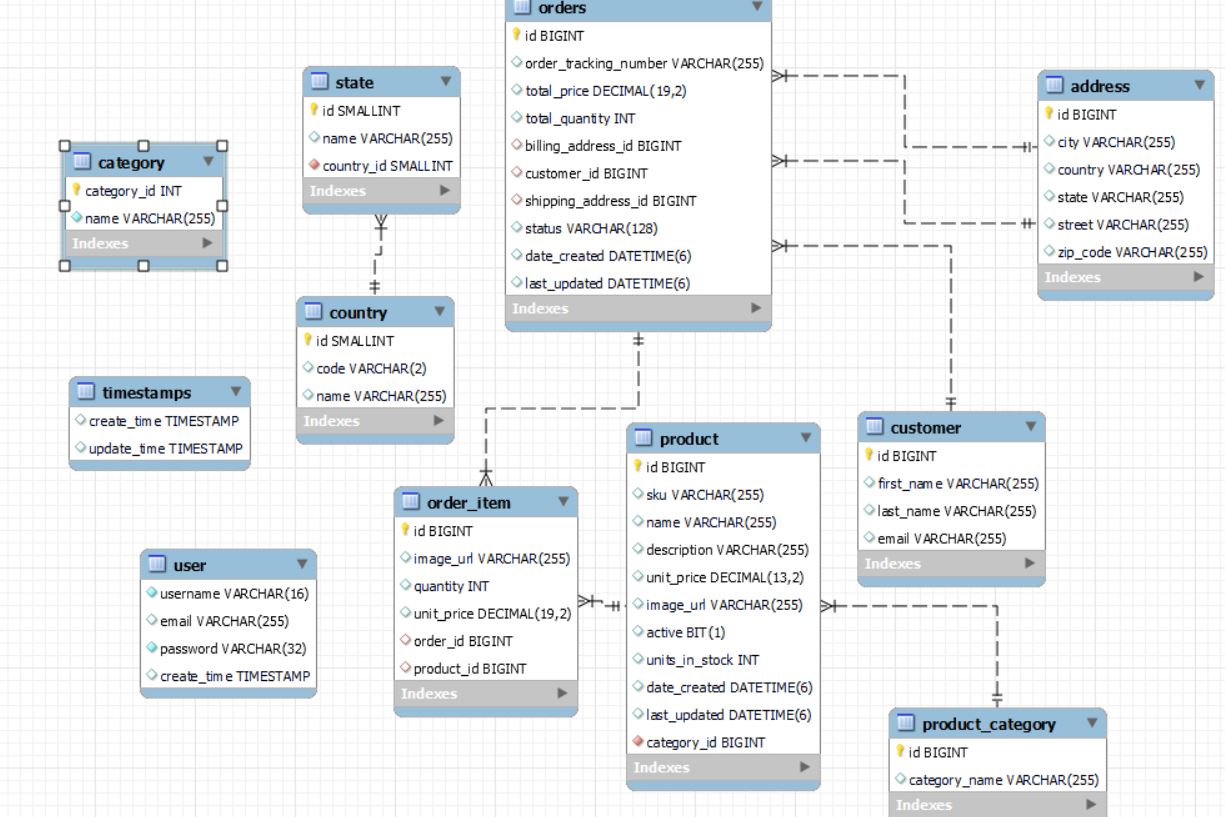 orders
id BIGINT
order_tracking_number VARCHAR(255)
total_price DECIMAL(19,2)
total_quantity INT
billing_address_id BIGINT
customer_id BIGINT
shipping_address_id BIGINT
status VARCHAR(128)
date_created DATETIME(6)
last_updated DATETIME(6)
Indexes
state
id SMALLINT
name VARCHAR(255)
country_id SMALLINT
Indexes
address
id BIGINT
city VARCHAR(255)
country VARCHAR(255)
state VARCHAR(255)
street VARCHAR(255)
zip_code VARCHAR(255)
Indexes
category
category_id INT
name VARCHAR(255)
Indexes
country
id SMALLINT
code VARCHAR(2)
name VARCHAR(255)
Indexes
timestamps
create_time TIMESTAMP
update_time TIMESTAMP
customer
id BIGINT
first_name VARCHAR(255)
last_name VARCHAR(255)
email VARCHAR(255)
Indexes
product
id BIGINT
sku VARCHAR(255)
name VARCHAR(255)
description VARCHAR(255)
unit_price DECIMAL(13,2)
image_url VARCHAR(255)
active BIT(1)
units_in_stock INT
date_created DATETIME(6)
last_updated DATETIME(6)
category_id BIGINT
Indexes
order_item
id BIGINT
image_url VARCHAR(255)
quantity INT
unit_price DECIMAL(19,2)
order_id BIGINT
product_id BIGINT
Indexes
user
username VARCHAR(16)
email VARCHAR(255)
password VARCHAR(32)
create_time TIMESTAMP
product_category
id BIGINT
category_name VARCHAR(255)
Indexes